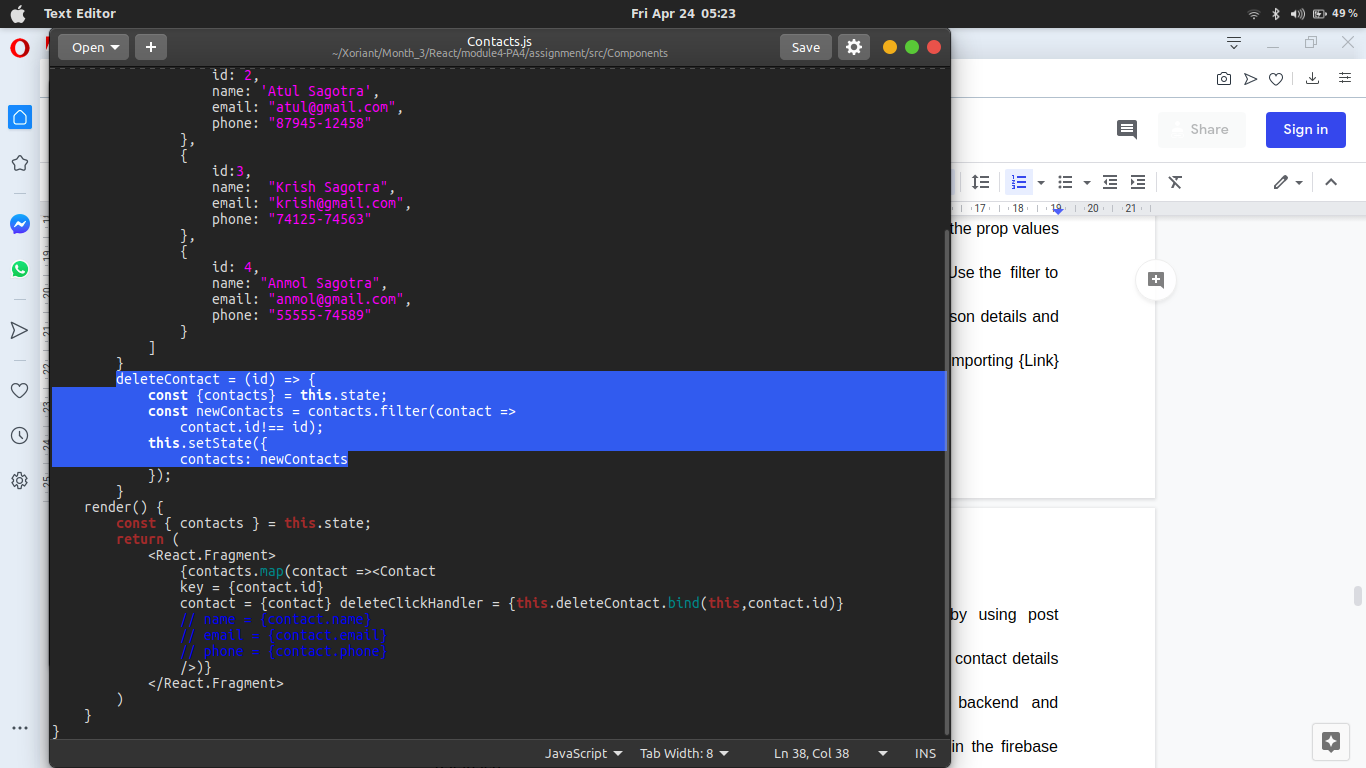 Text Editor
Fri Apr 24 05:23
49 %
Open
+
Contacts.js
~/Xoriant/Month_3/React/module4-PA4/assignment/src/Components
Save
id: 2,
name: 'Atul Sagotra',
email: "atul@gmail.com",
phone: "87945-12458"
},
{
id:3,
name:  "Krish Sagotra",
email: "krish@gmail.com",
phone: "74125-74563"
},
{
id: 4,
name: "Anmol Sagotra",
email: "anmol@gmail.com",
phone: "55555-74589"
}
]
}
deleteContact = (id) => {
const {contacts} = this.state;
const newContacts = contacts.filter(contact =>
contact.id!== id);
this.setState({
contacts: newContacts
});
}
render() {
const { contacts } = this.state;
return (
<React.Fragment>
{contacts.map(contact =><Contact
key = {contact.id}
contact = {contact} deleteClickHandler = {this.deleteContact.bind(this,contact.id)}
// name = {contact.name}
// email = {contact.email}
// phone = {contact.phone}
/>)}
</React.Fragment>
)
}
}
JavaScript
Tab Width: 8
Ln 38, Col 38
INS
Share
Sign in
17 18 19 20 21
the prop values
Use the filter to
son details and
mporting {Link}
by using post
contact details
backend and
in the firebase